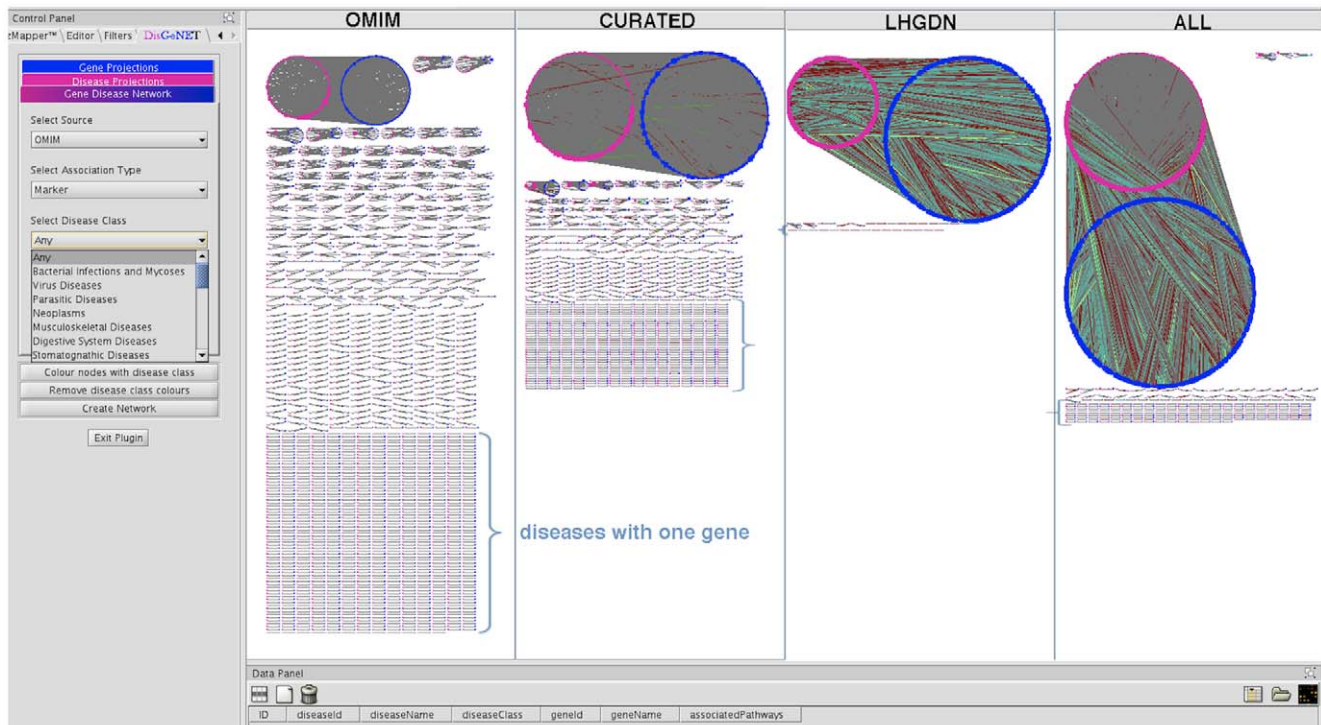 Control Panel
zMapper™ Editor Filters DisGeNET
Gene Projections
Disease Projections
Gene Disease Network
Select Source
OMIM
Select Association Type
Marker
Select Disease Class
Any
Any
Bacterial Infections and Mycoses
Virus Diseases
Parasitic Diseases
Neoplasms
Musculoskeletal Diseases
Digestive System Diseases
Stomatognathic Diseases
Colour nodes with disease class
Remove disease class colours
Create Network
Exit Plugin
OMIM CURATED LHGDN ALL
diseases with one gene
Data Panel
ID diseaseId diseaseName diseaseClass geneId geneName associatedPathways